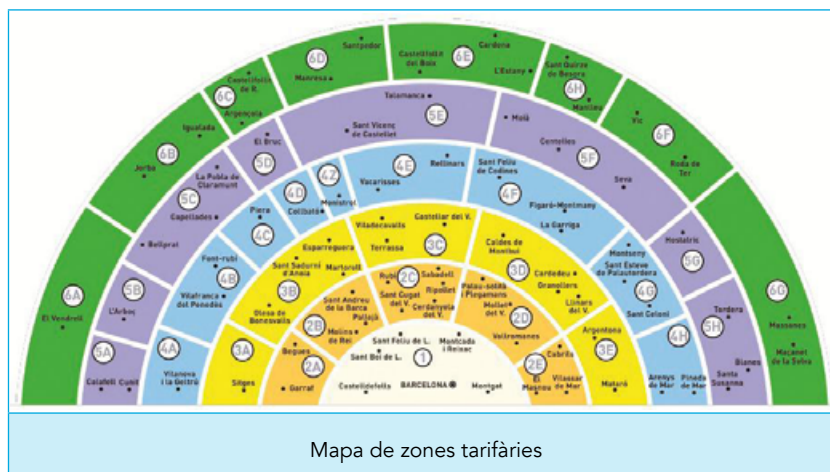 6D
Santpedor
Manresa
Castellfollit
del Boix
6E
Cardona
L'Estany
Sant Quirze
de Besora
6H
Manlleu
6C
Castellfollit
de R.
Argençola
Talamanca
5E
Sant Vicenç
de Castellet
Moià
Centelles
5F
Seva
Vic
6F
Roda de
Ter
Igualada
6B
Jorba
El Bruc
5D
La Pobla de
Claramunt
5C
Capellades
Bellprat
4Z
Monistrol
4D
Collbató
4E
Vacarisses
Rellinars
Sant Feliu
de Codines
4F
Figaró-Montmany
La Garriga
Piera
4C
Viladecavalls
Castellar del V.
Terrassa
3C
Caldes de
Montbui
3D
Cardedeu
Granollers
Llinars
del V.
Montseny
Sant Esteve
de Palautordera
4G
Sant Celoni
Hostalric
5G
Font-rubí
4B
Vilafranca
del Penedès
Esparreguera
Sant Sadurní
d'Anoia
Martorell
3B
Olesa de
Bonesvalls
Rubí
2C
Sabadell
Sant Cugat
del V.
Ripollet
Cerdanyola
del V.
Palau-solità
i Plegamans
Mollet
del V.
2D
Vallromanes
Sant Andreu
de la Barca
2B
Pallejà
Molins
de Rei
6A
El Vendrell
5B
L'Arboç
5A
Calafell
Cunit
4A
Vilanova
i la Geltrú
3A
Sitges
Begues
2A
Garraf
Sant Feliu de L.
Sant Boi de L.
1
Montcada
i Reixac
Castelldefels
BARCELONA
Montgat
2E
Cabrils
El
Masnou
Vilassar
de Mar
Argentona
3E
Mataró
4H
Arenys
de Mar
Pineda
de Mar
Tordera
5H
Blanes
Santa
Susanna
6G
Massanes
Maçanet
de la Selva
Mapa de zones tarifàries